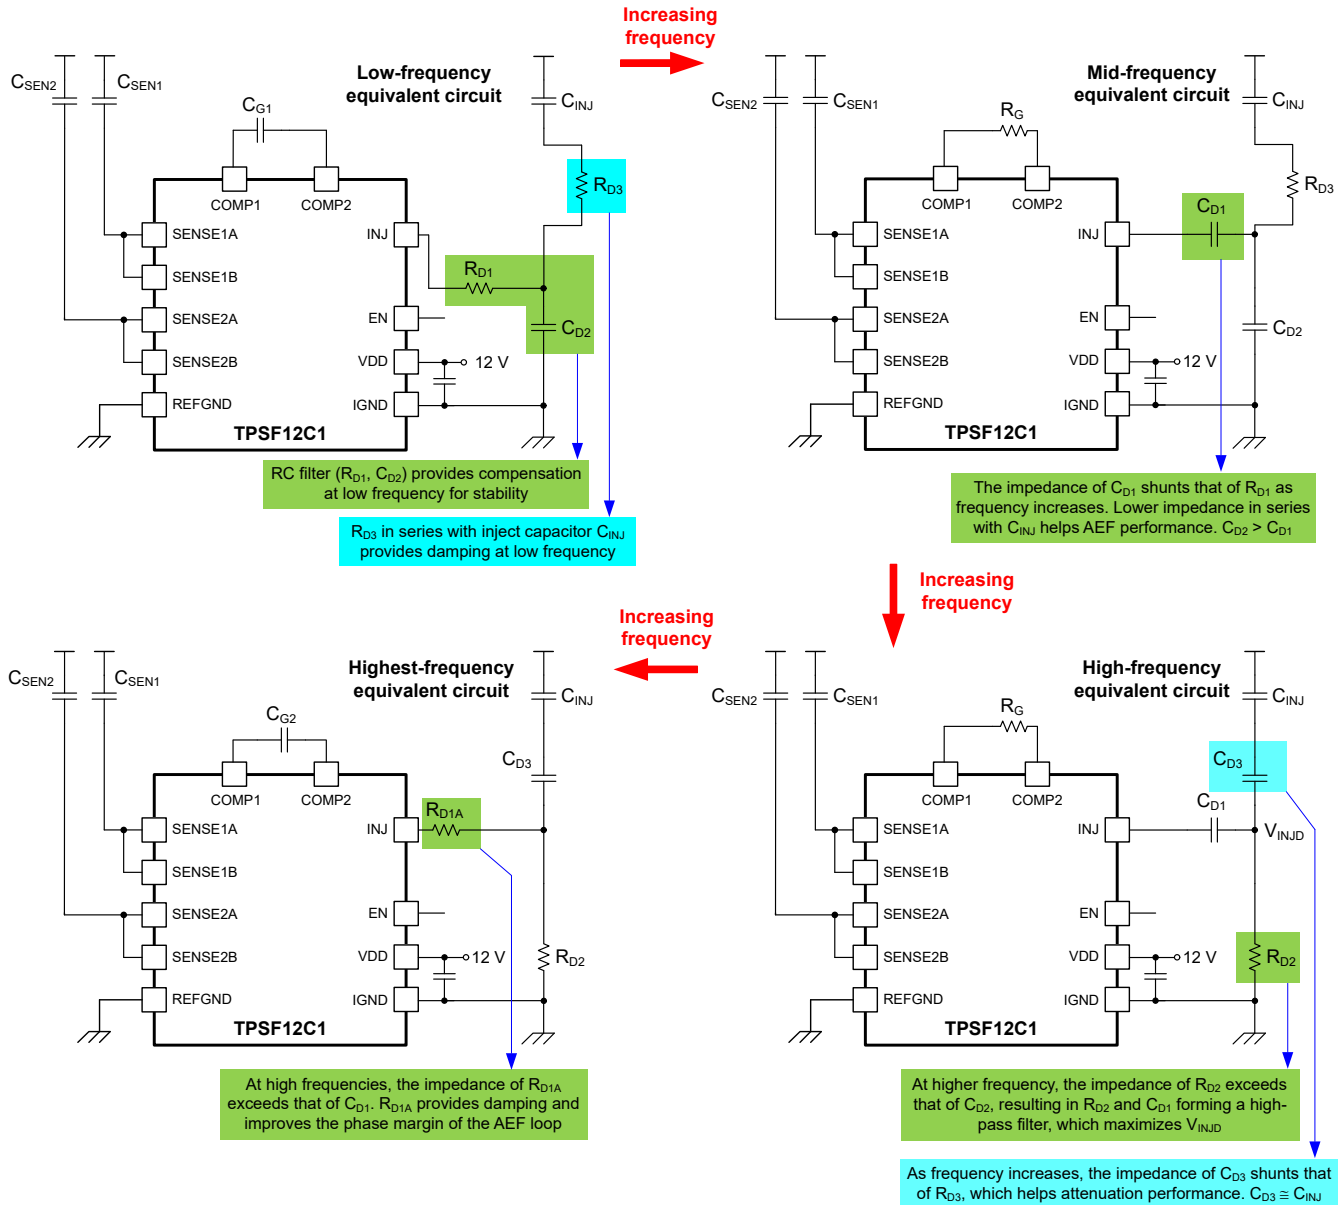 Increasing
frequency
Low-frequency
equivalent circuit
CSEN2
CSEN1
CG1
CINJ
RD3
COMP1
COMP2
SENSE1A
INJ
SENSE1B
RD1
SENSE2A
EN
CD2
SENSE2B
VDD
12 V
REFGND
IGND
TPSF12C1
RC filter (RD1, CD2) provides compensation
at low frequency for stability
RD3 in series with inject capacitor CINJ
provides damping at low frequency
Mid-frequency
equivalent circuit
CSEN2
CSEN1
RG
CINJ
RD3
COMP1
COMP2
CD1
SENSE1A
INJ
SENSE1B
SENSE2A
EN
CD2
SENSE2B
VDD
12 V
REFGND
IGND
TPSF12C1
The impedance of CD1 shunts that of RD1 as
frequency increases. Lower impedance in series
with CINJ helps AEF performance. CD2 > CD1
Increasing
frequency
Increasing
frequency
Highest-frequency
equivalent circuit
CSEN2
CSEN1
CG2
CINJ
CD3
COMP1
COMP2
RD1A
SENSE1A
INJ
SENSE1B
SENSE2A
EN
SENSE2B
VDD
12 V
RD2
REFGND
IGND
TPSF12C1
At high frequencies, the impedance of RD1A
exceeds that of CD1. RD1A provides damping and
improves the phase margin of the AEF loop
High-frequency
equivalent circuit
CSEN2
CSEN1
RG
CINJ
CD3
COMP1
COMP2
CD1
SENSE1A
INJ
VINJD
SENSE1B
SENSE2A
EN
SENSE2B
VDD
12 V
RD2
REFGND
IGND
TPSF12C1
At higher frequency, the impedance of RD2 exceeds
that of CD2, resulting in RD2 and CD1 forming a high-
pass filter, which maximizes VINJD
As frequency increases, the impedance of CD3 shunts that
of RD3, which helps attenuation performance. CD3 ≅ CINJ